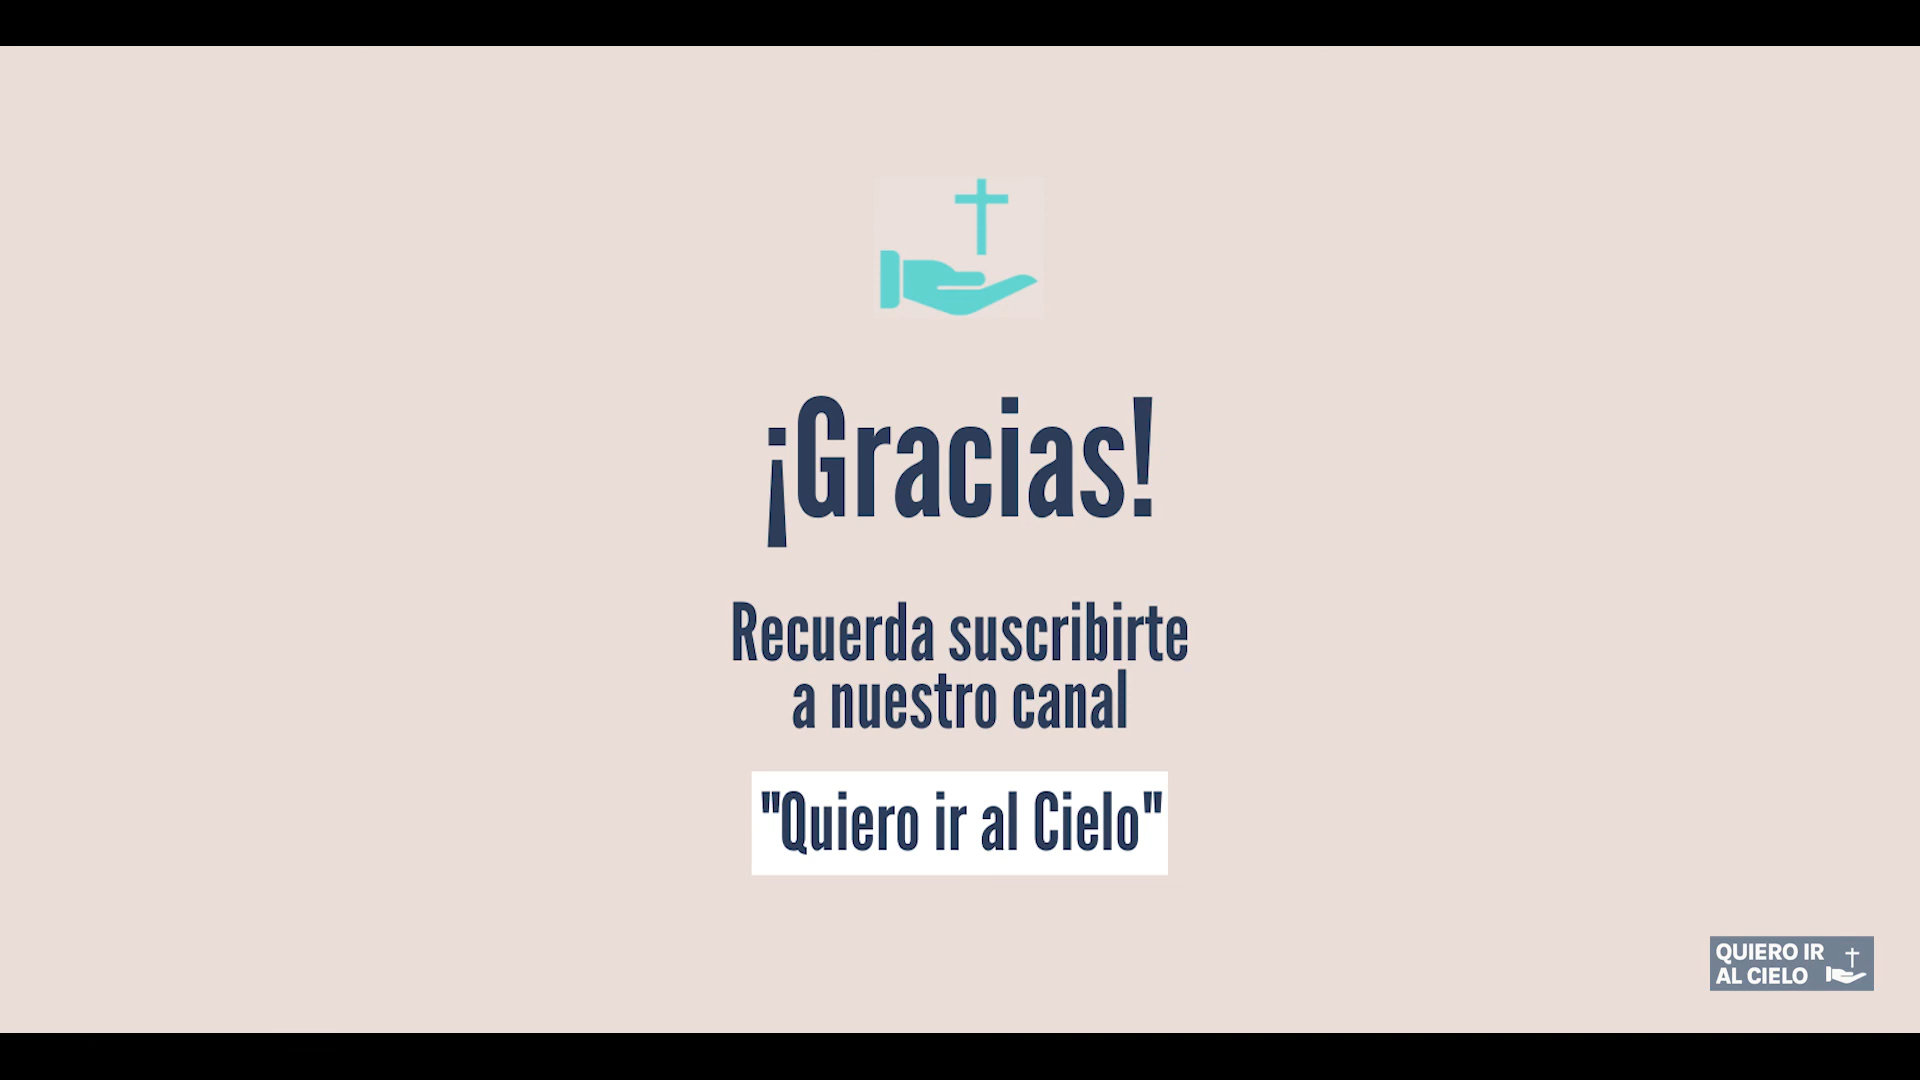 ¡Gracias!
Recuerda suscribirte
a nuestro canal
"Quiero ir al Cielo"
QUIERO IR
AL CIELO